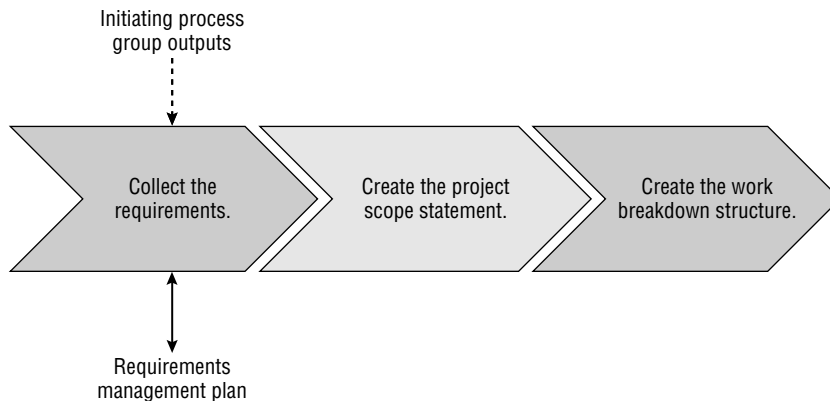 Initiating process
group outputs
Collect the
requirements.
Create the project
scope statement.
Create the work
breakdown structure.
Requirements
management plan